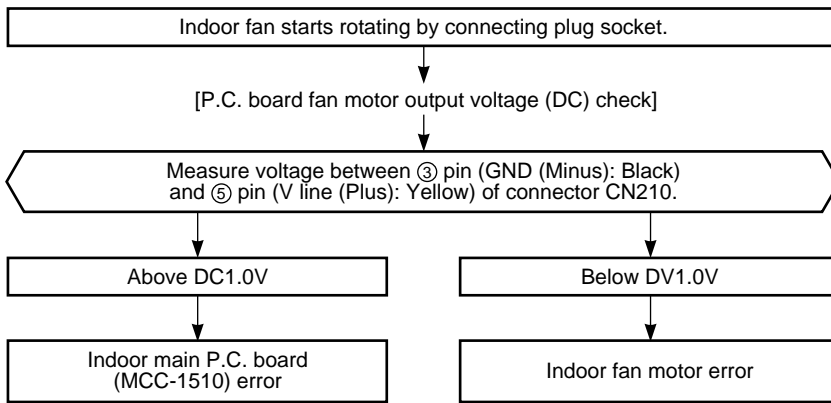 Indoor fan starts rotating by connecting plug socket.
[P.C. board fan motor output voltage (DC) check]
Measure voltage between ③ pin (GND (Minus): Black)
and ⑤ pin (V line (Plus): Yellow) of connector CN210.
Above DC1.0V
Below DV1.0V
Indoor main P.C. board
(MCC-1510) error
Indoor fan motor error